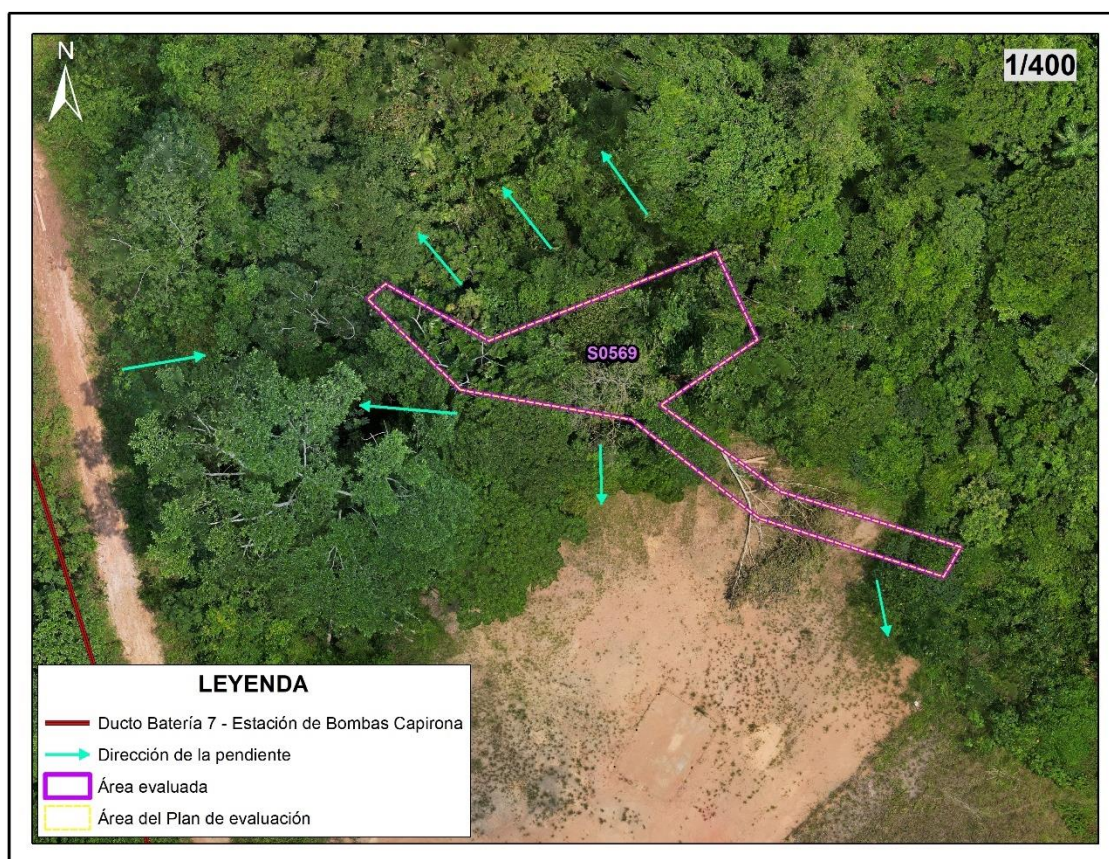 N
1/400
S0569
LEYENDA
Ducto Batería 7 - Estación de Bombas Capirona
Dirección de la pendiente
Área evaluada
Área del Plan de evaluación